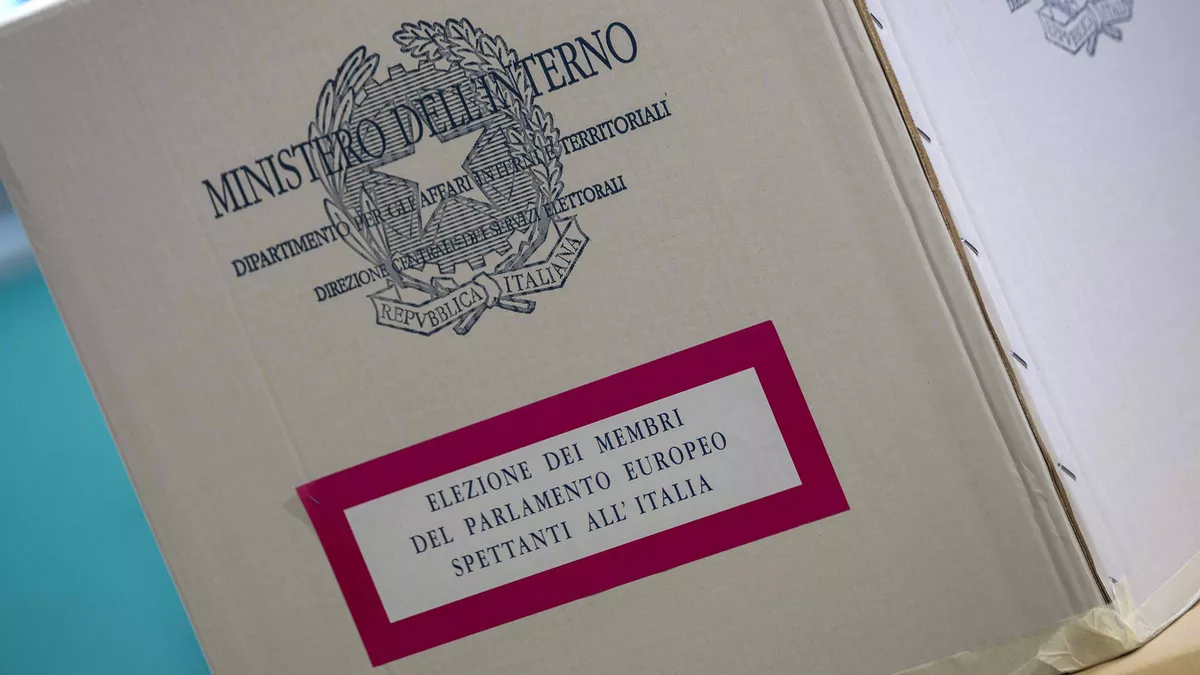 MINISTERO DELL'INTERNO
DIPARTIMENTO PER GLI AFFARI INTERNI E TERRITORIALI
DIREZIONE CENTRALE DEI SERVIZI ELETTORALI
REPVBBLICA ITALIANA
ELEZIONE DEI MEMBRI
DEL PARLAMENTO EUROPEO
SPETTANTI ALL'ITALIA